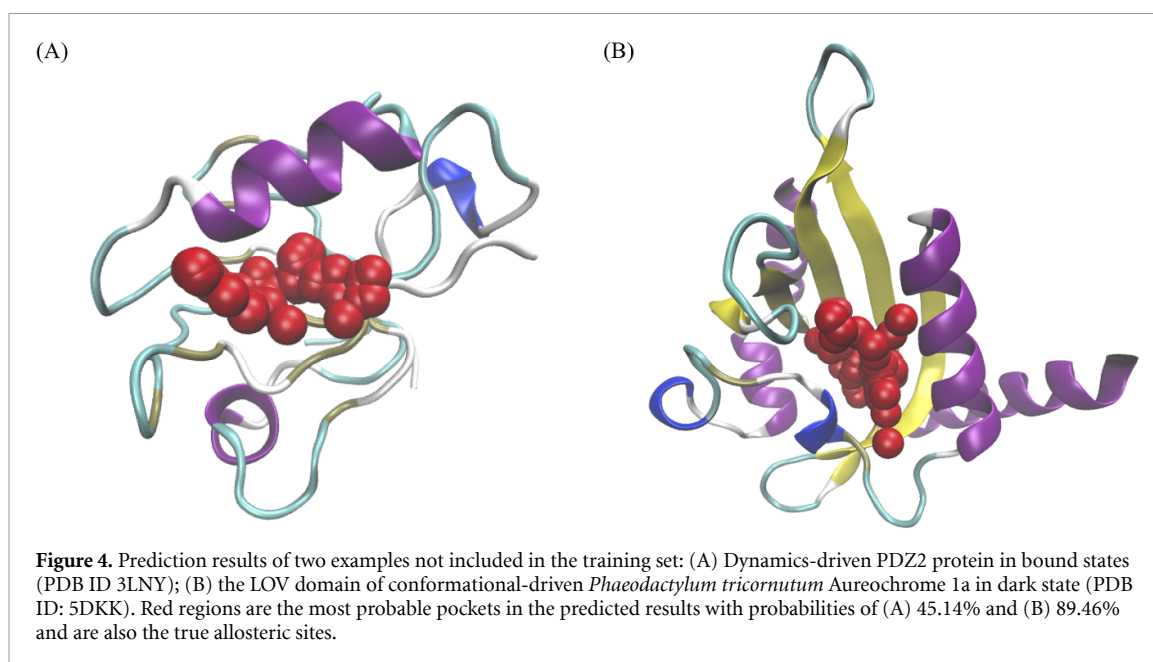 (A)
(B)
Figure 4. Prediction results of two examples not included in the training set: (A) Dynamics-driven PDZ2 protein in bound states
(PDB ID 3LNY); (B) the LOV domain of conformational-driven Phaeodactylum tricornutum Aureochrome 1a in dark state (PDB
ID: 5DKK). Red regions are the most probable pockets in the predicted results with probabilities of (A) 45.14% and (B) 89.46%
and are also the true allosteric sites.